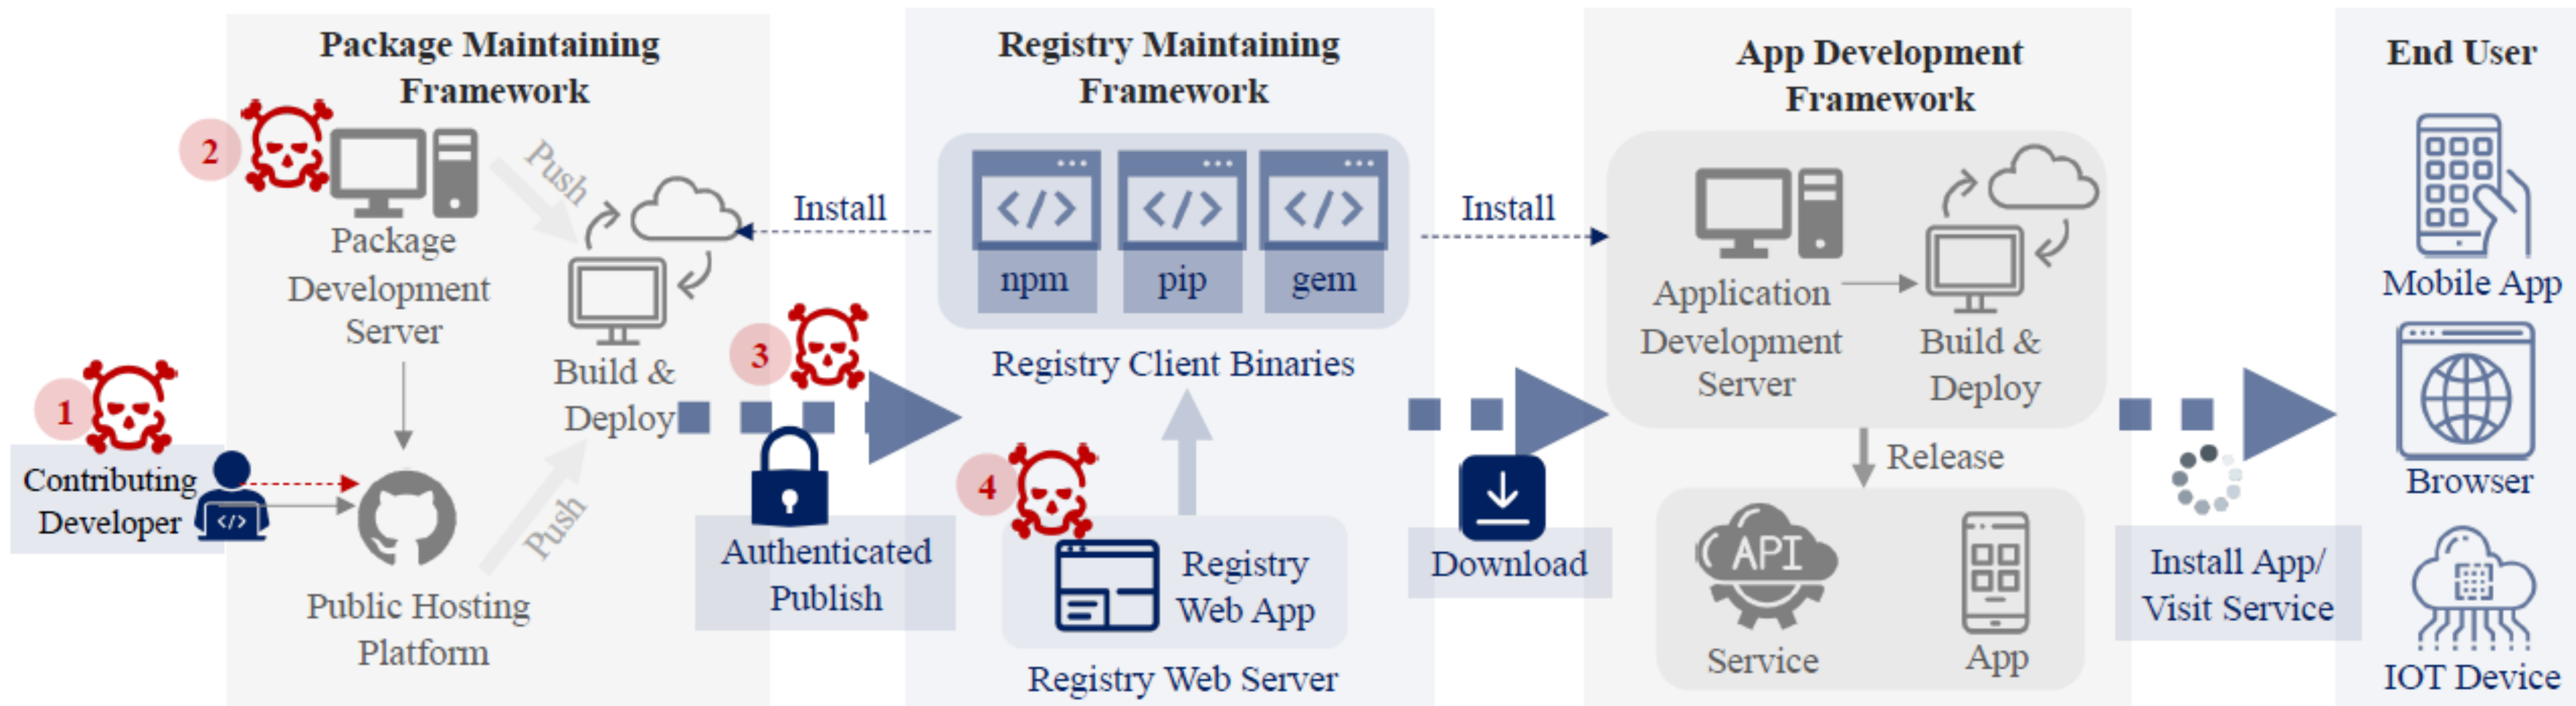 Package Maintaining
Framework
2
Push
Package
Development
Server
Build &
Deploy
1
Contributing
Developer
</>
Push
Public Hosting
Platform
Install
3
Authenticated
Publish
Registry Maintaining
Framework
</>
</>
</>
npm
pip
gem
Registry Client Binaries
4
Registry
Web App
Registry Web Server
Install
Download
App Development
Framework
Application
Development
Server
Build &
Deploy
Release
API
Service
App
Install App/
Visit Service
End User
Mobile App
Browser
IOT Device